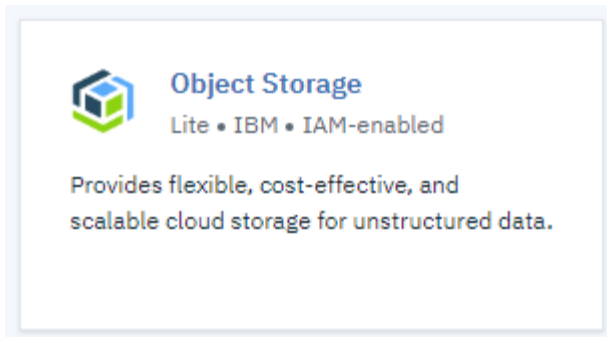 Object Storage
Lite • IBM • IAM-enabled
Provides flexible, cost-effective, and
scalable cloud storage for unstructured data.